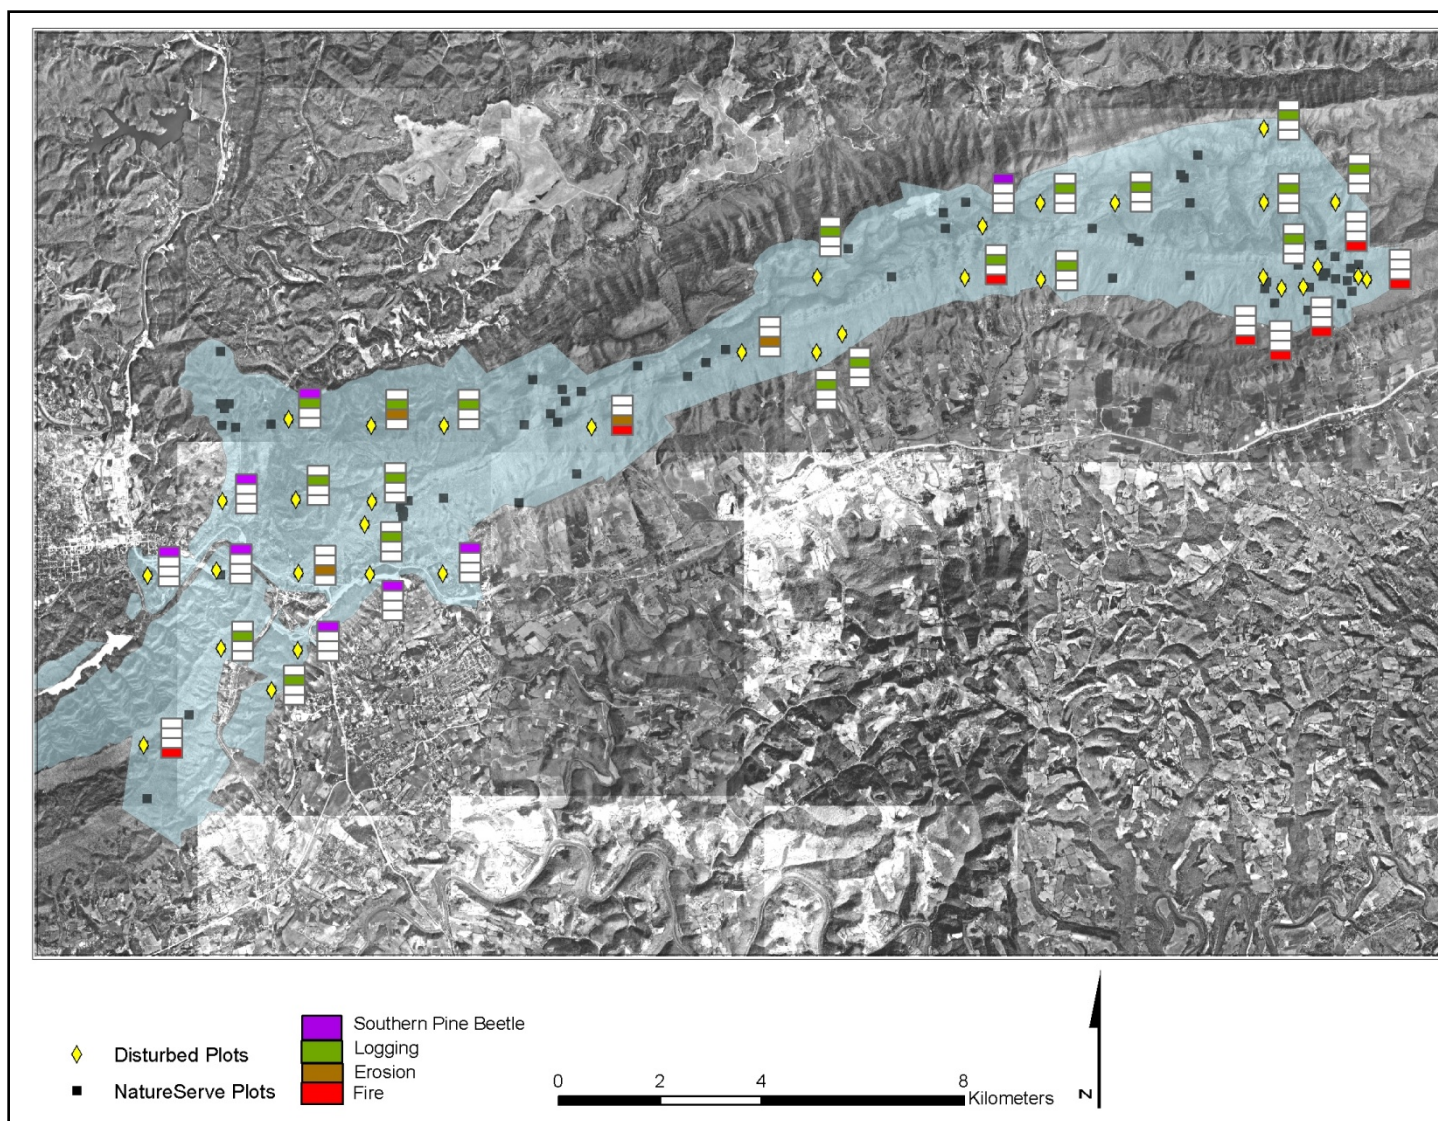 Disturbed Plots
NatureServe Plots
Southern Pine Beetle
Logging
Erosion
Fire
0 2 4 8
Kilometers
N